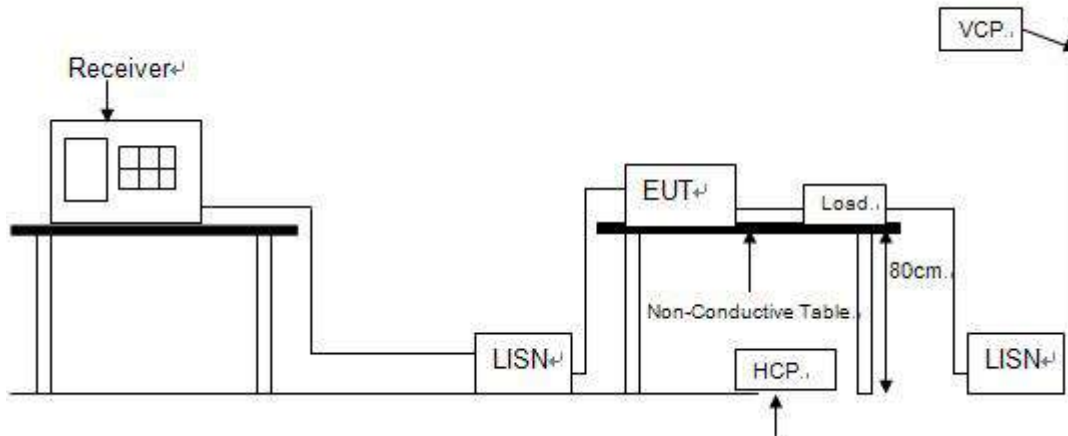 VCP.
Receiver
EUT
Load.
80cm.
Non-Conductive Table.
LISN
HCP.
LISN